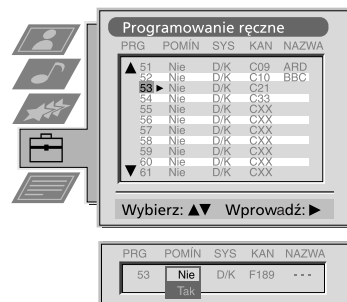 Programowanie ręczne
PRG POMIŃ SYS KAN NAZWA
▲ 51 Nie D/K C09 ARD
52 Nie D/K C10 BBC
53 ▶ Nie D/K C21
54 Nie D/K C33
55 Nie D/K CXX
56 Nie D/K CXX
57 Nie D/K CXX
58 Nie D/K CXX
59 Nie D/K CXX
60 Nie D/K CXX
▼ 61 Nie D/K CXX
Wybierz: ▲▼ Wprowadź: ▶
PRG POMIŃ SYS KAN NAZWA
53 Nie D/K F189 - - -
Tak